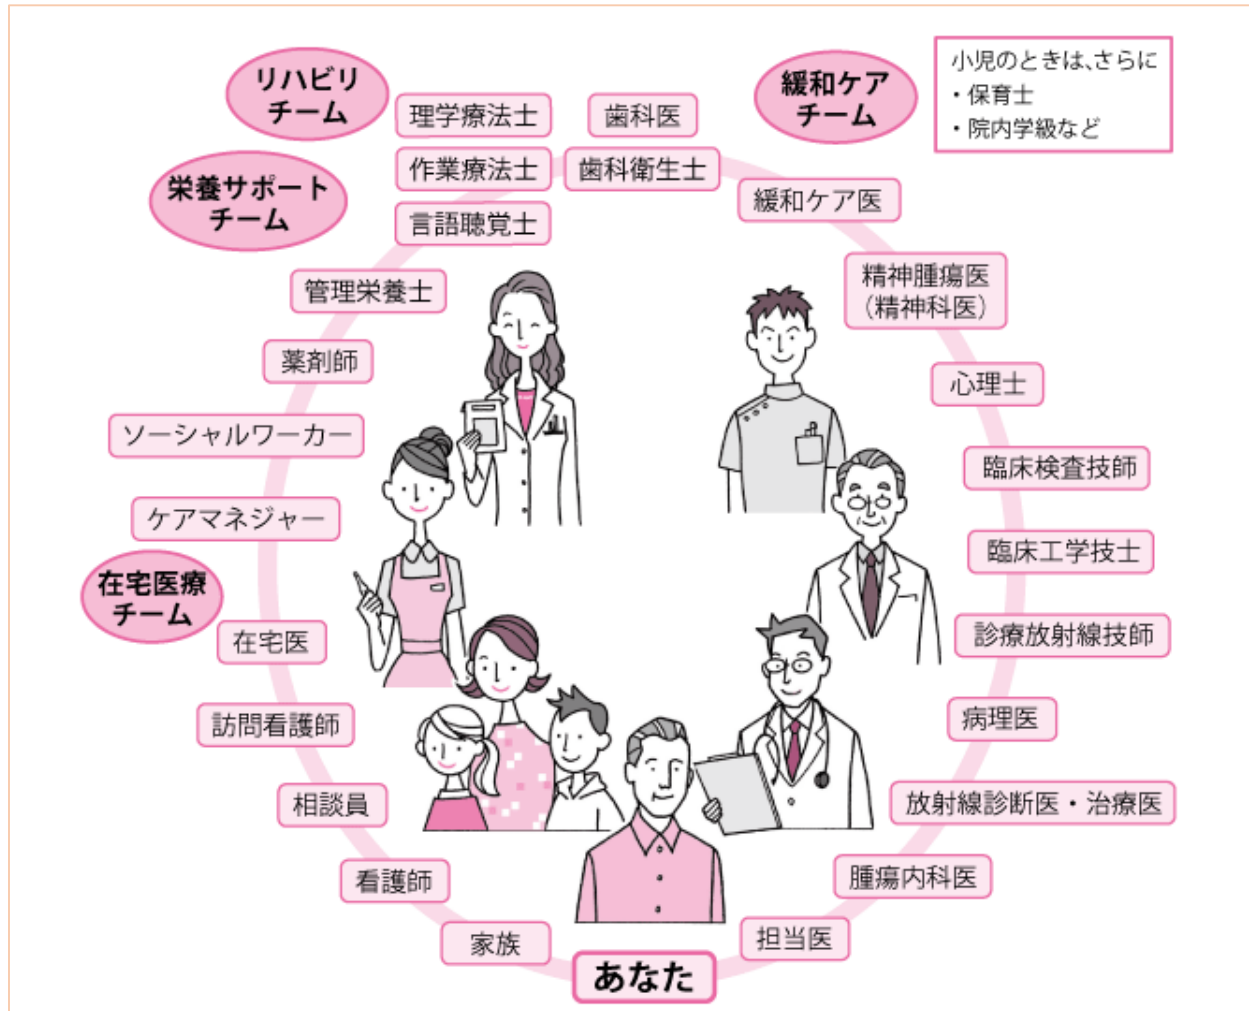 リハビリ
チーム
理学療法士
歯科医
緩和ケア
チーム
小児のときは、さらに
・保育士
・院内学級など
栄養サポート
チーム
作業療法士
歯科衛生士
緩和ケア医
言語聴覚士
管理栄養士
精神腫瘍医
（精神科医）
薬剤師
心理士
ソーシャルワーカー
臨床検査技師
ケアマネジャー
臨床工学技士
在宅医療
チーム
在宅医
診療放射線技師
訪問看護師
病理医
相談員
放射線診断医・治療医
看護師
腫瘍内科医
家族
担当医
あなた